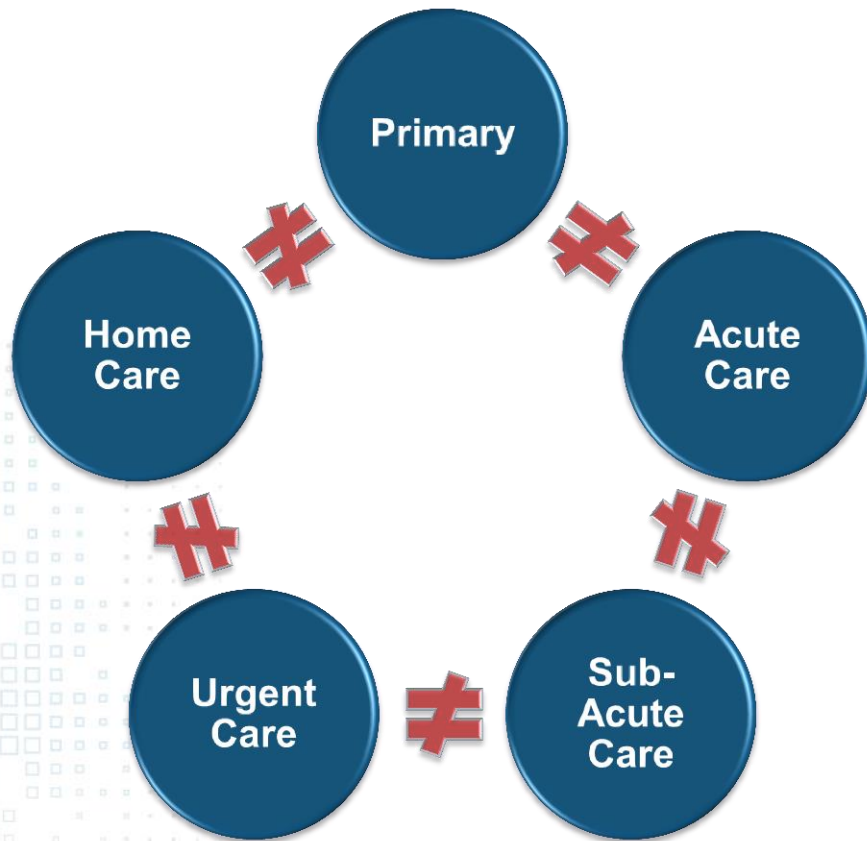 Primary
Acute
Care
Sub-
Acute
Care
Urgent
Care
Home
Care
≠
≠
≠
≠
≠